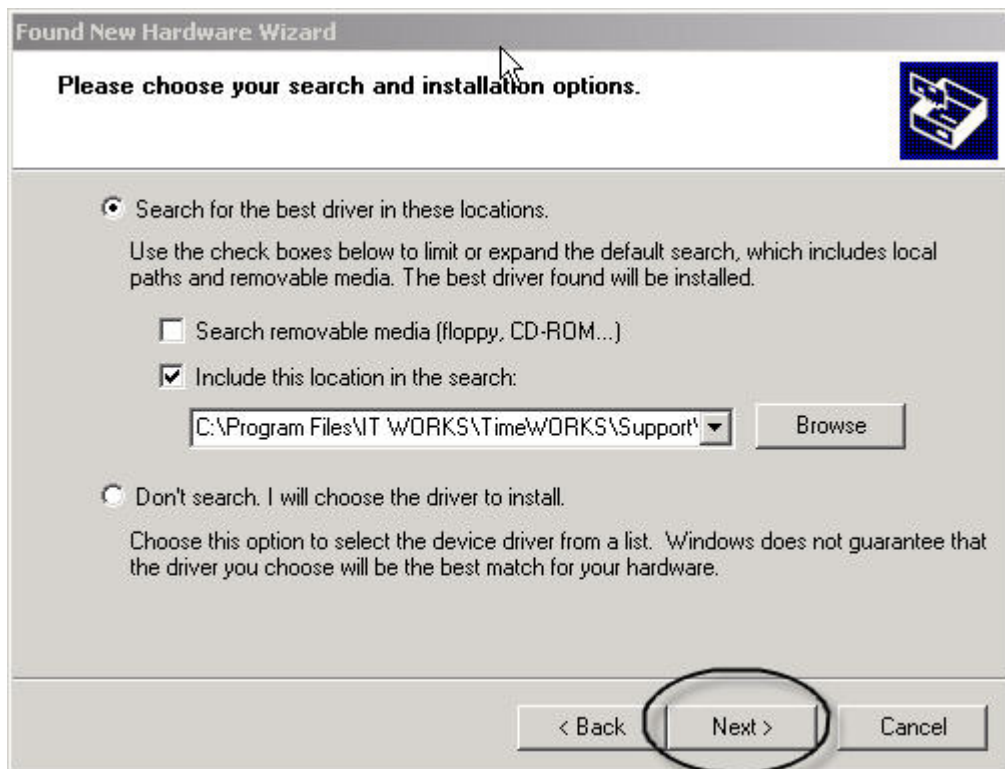 Found New Hardware Wizard
Please choose your search and installation options.
Search for the best driver in these locations.
Use the check boxes below to limit or expand the default search, which includes local
paths and removable media. The best driver found will be installed.
Search removable media (floppy, CD-ROM...)
Include this location in the search:
C:\Program Files\IT WORKS\TimeWORKS\Support\
Browse
Don't search. I will choose the driver to install.
Choose this option to select the device driver from a list. Windows does not guarantee that
the driver you choose will be the best match for your hardware.
< Back Next > Cancel